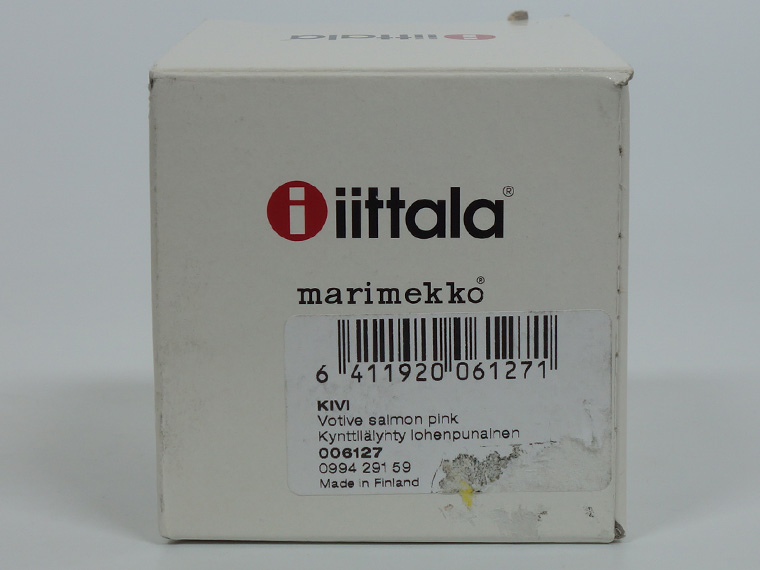 iittala
i iittala®
marimekko®
6 411920 061271
KIVI
Votive salmon pink
Kynttilälyhty lohenpunainen
006127
0994 291 59
Made in Finland